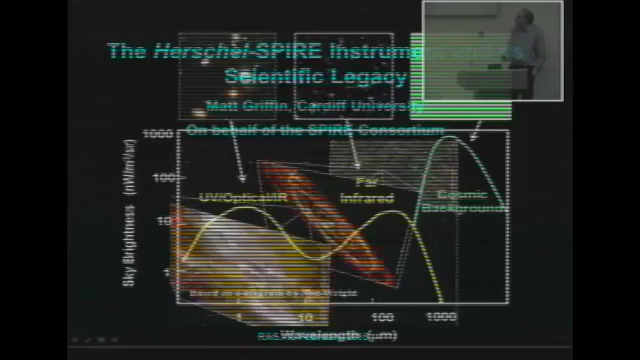 The Herschel-SPIRE Instrument
Scientific Legacy
Matt Griffin, Cardiff University
On behalf of the SPIRE Consortium
1000
100
10
1
Sky Brightness (nW/m²/sr)
UV/Optical/IR
Far
Infrared
Cosmic
Background
1 10 100 1000
Wavelength (μm)